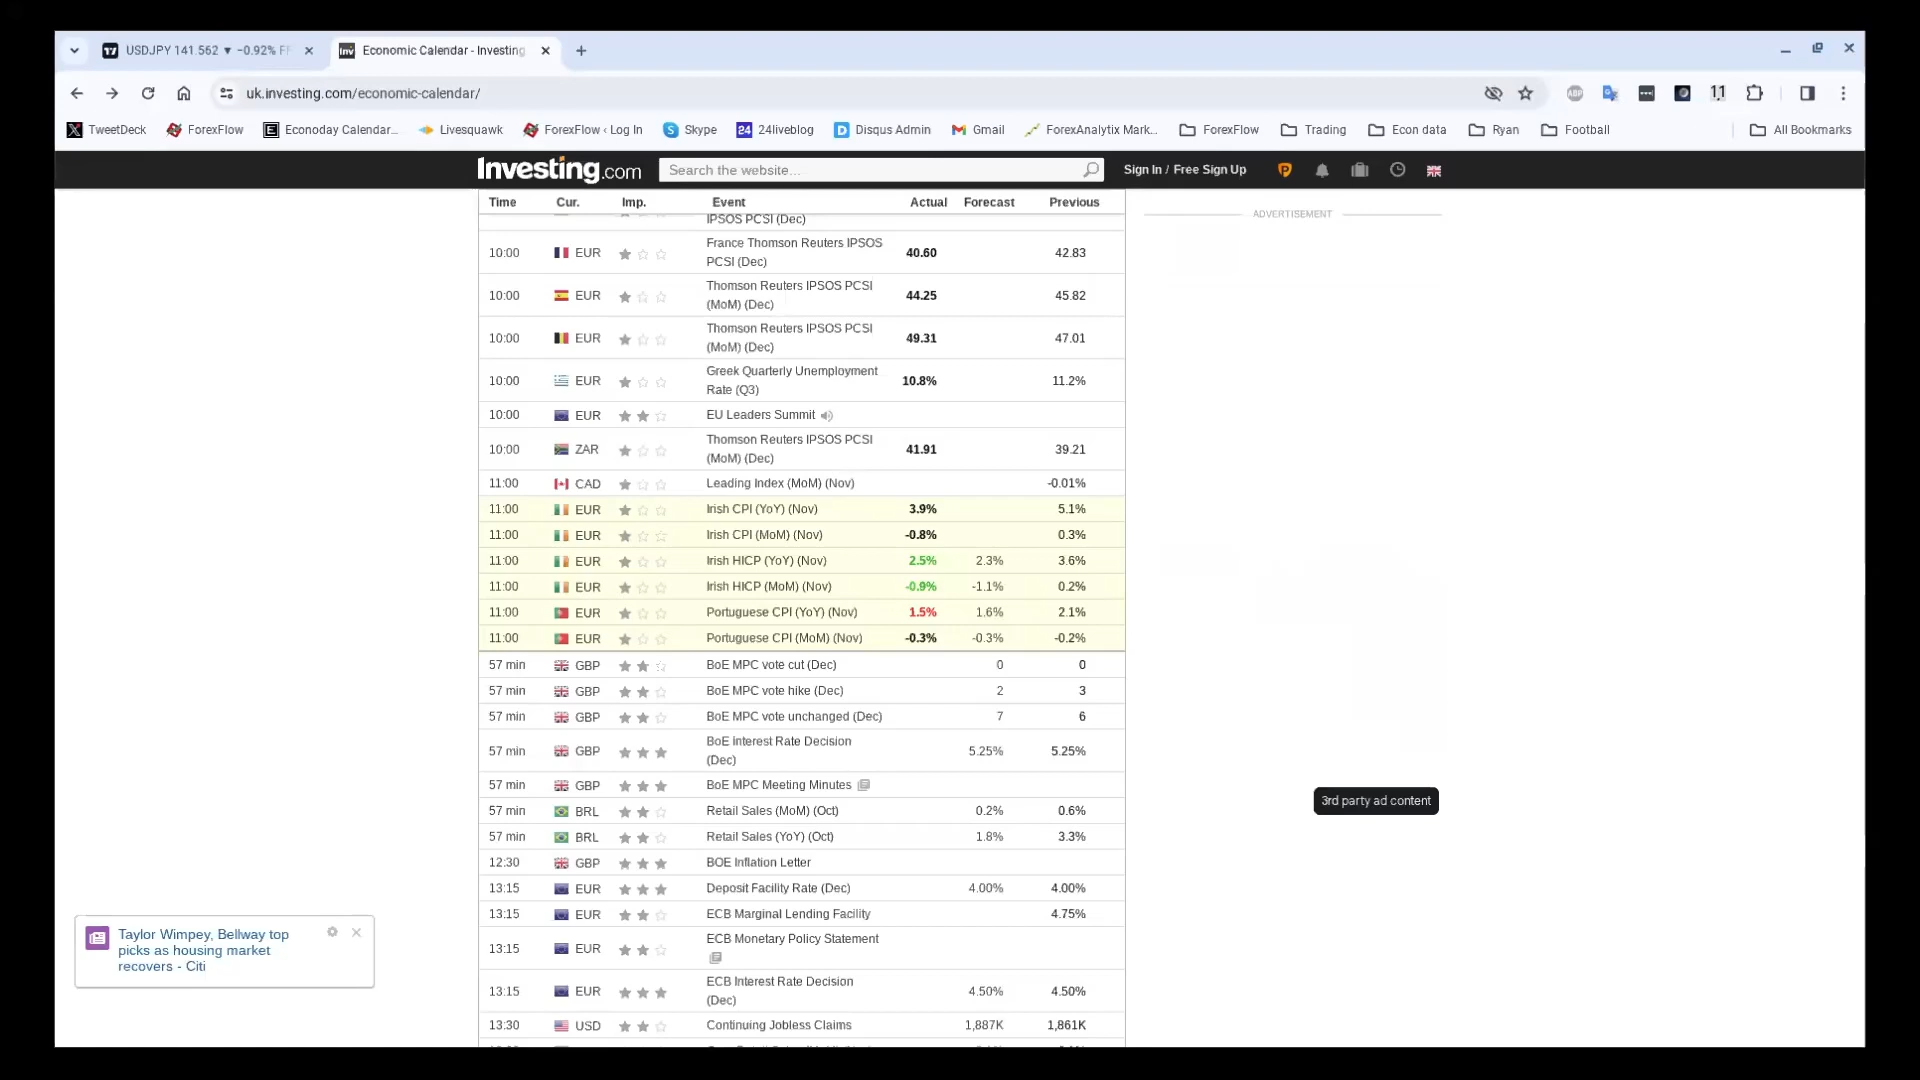 USDJPY 141.562 ▼ −0.92% FF
Economic Calendar - Investing
uk.investing.com/economic-calendar/
TweetDeck ForexFlow Econoday Calendar... Livesquawk ForexFlow ‹ Log In Skype 24liveblog Disqus Admin Gmail ForexAnalytix Mark... ForexFlow Trading Econ data Ryan Football All Bookmarks
Investing.com Search the website... Sign In / Free Sign Up
Time Cur. Imp. Event Actual Forecast Previous
ADVERTISEMENT
IPSOS PCSI (Dec)
10:00 EUR France Thomson Reuters IPSOS 40.60 42.83
PCSI (Dec)
10:00 EUR Thomson Reuters IPSOS PCSI 44.25 45.82
(MoM) (Dec)
10:00 EUR Thomson Reuters IPSOS PCSI 49.31 47.01
(MoM) (Dec)
10:00 EUR Greek Quarterly Unemployment 10.8% 11.2%
Rate (Q3)
10:00 EUR EU Leaders Summit
10:00 ZAR Thomson Reuters IPSOS PCSI 41.91 39.21
(MoM) (Dec)
11:00 CAD Leading Index (MoM) (Nov) -0.01%
11:00 EUR Irish CPI (YoY) (Nov) 3.9% 5.1%
11:00 EUR Irish CPI (MoM) (Nov) -0.8% 0.3%
11:00 EUR Irish HICP (YoY) (Nov) 2.5% 2.3% 3.6%
11:00 EUR Irish HICP (MoM) (Nov) -0.9% -1.1% 0.2%
11:00 EUR Portuguese CPI (YoY) (Nov) 1.5% 1.6% 2.1%
11:00 EUR Portuguese CPI (MoM) (Nov) -0.3% -0.3% -0.2%
57 min GBP BoE MPC vote cut (Dec) 0 0
57 min GBP BoE MPC vote hike (Dec) 2 3
57 min GBP BoE MPC vote unchanged (Dec) 7 6
57 min GBP BoE Interest Rate Decision 5.25% 5.25%
(Dec)
57 min GBP BoE MPC Meeting Minutes
57 min BRL Retail Sales (MoM) (Oct) 0.2% 0.6%
57 min BRL Retail Sales (YoY) (Oct) 1.8% 3.3%
12:30 GBP BOE Inflation Letter
13:15 EUR Deposit Facility Rate (Dec) 4.00% 4.00%
13:15 EUR ECB Marginal Lending Facility 4.75%
13:15 EUR ECB Monetary Policy Statement
13:15 EUR ECB Interest Rate Decision 4.50% 4.50%
(Dec)
13:30 USD Continuing Jobless Claims 1,887K 1,861K
3rd party ad content
Taylor Wimpey, Bellway top
picks as housing market
recovers - Citi